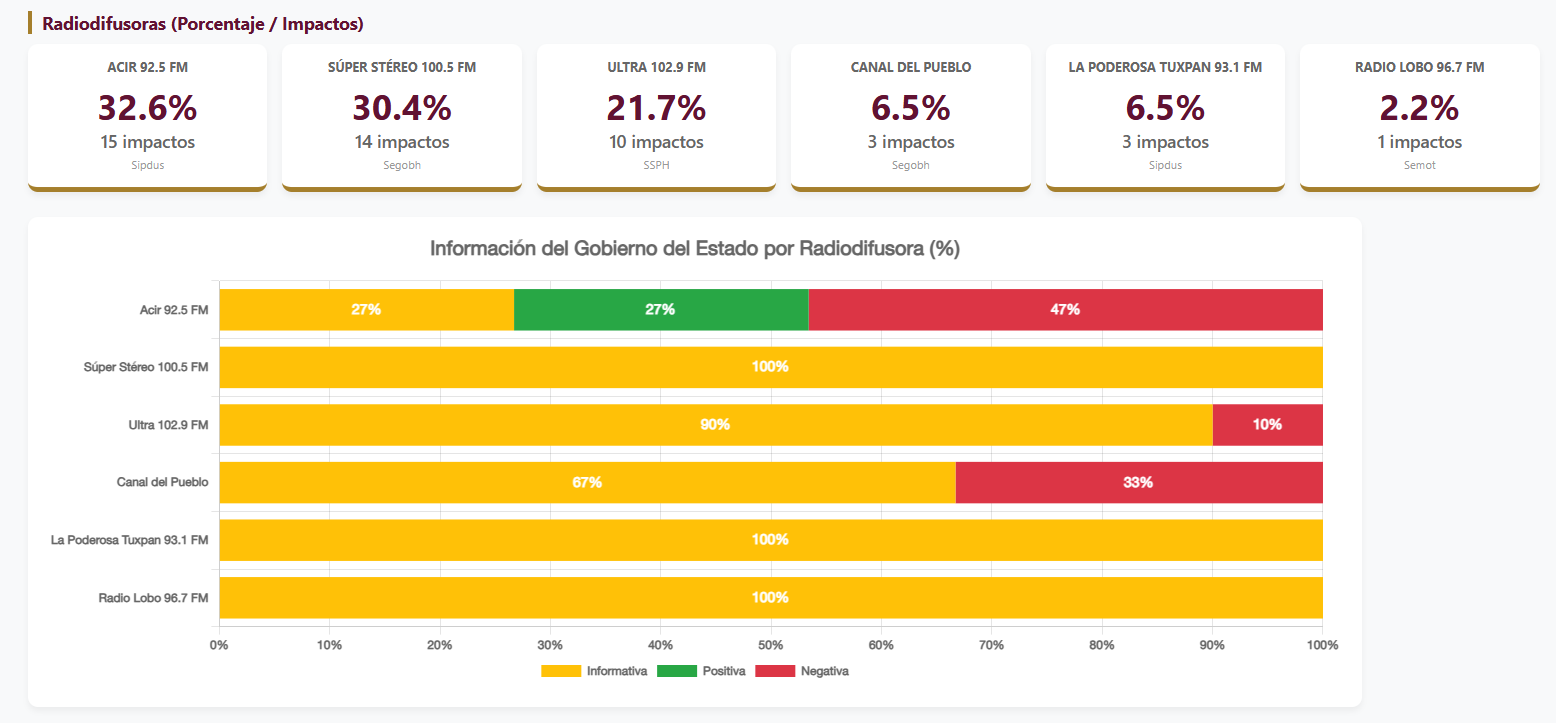 Radiodifusoras (Porcentaje / Impactos)
ACIR 92.5 FM
32.6%
15 impactos
Sipdus
SÚPER STÉREO 100.5 FM
30.4%
14 impactos
Segobh
ULTRA 102.9 FM
21.7%
10 impactos
SSPH
CANAL DEL PUEBLO
6.5%
3 impactos
Segobh
LA PODEROSA TUXPAN 93.1 FM
6.5%
3 impactos
Sipdus
RADIO LOBO 96.7 FM
2.2%
1 impactos
Semot
Información del Gobierno del Estado por Radiodifusora (%)
Acir 92.5 FM 27% 27% 47%
Súper Stéreo 100.5 FM 100%
Ultra 102.9 FM 90% 10%
Canal del Pueblo 67% 33%
La Poderosa Tuxpan 93.1 FM 100%
Radio Lobo 96.7 FM 100%
0% 10% 20% 30% 40% 50% 60% 70% 80% 90% 100%
Informativa Positiva Negativa